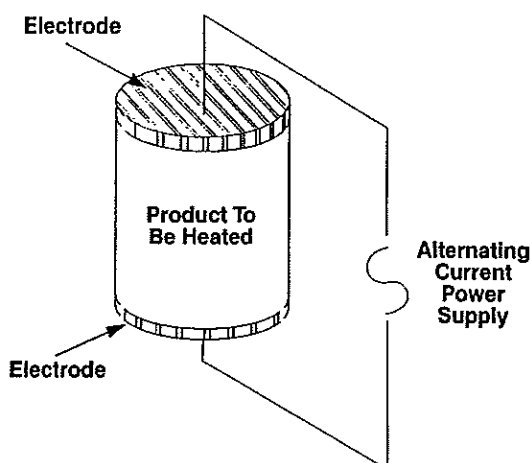 Electrode
Product To
Be Heated
Alternating
Current
Power
Supply
Electrode